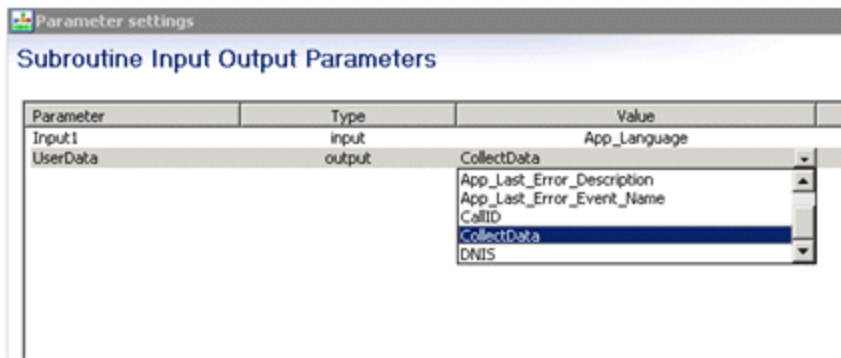 Parameter settings
Subroutine Input Output Parameters
Parameter Type Value
Input1 input App_Language
UserData output CollectData
App_Last_Error_Description
App_Last_Error_Event_Name
CallID
CollectData
DNIS